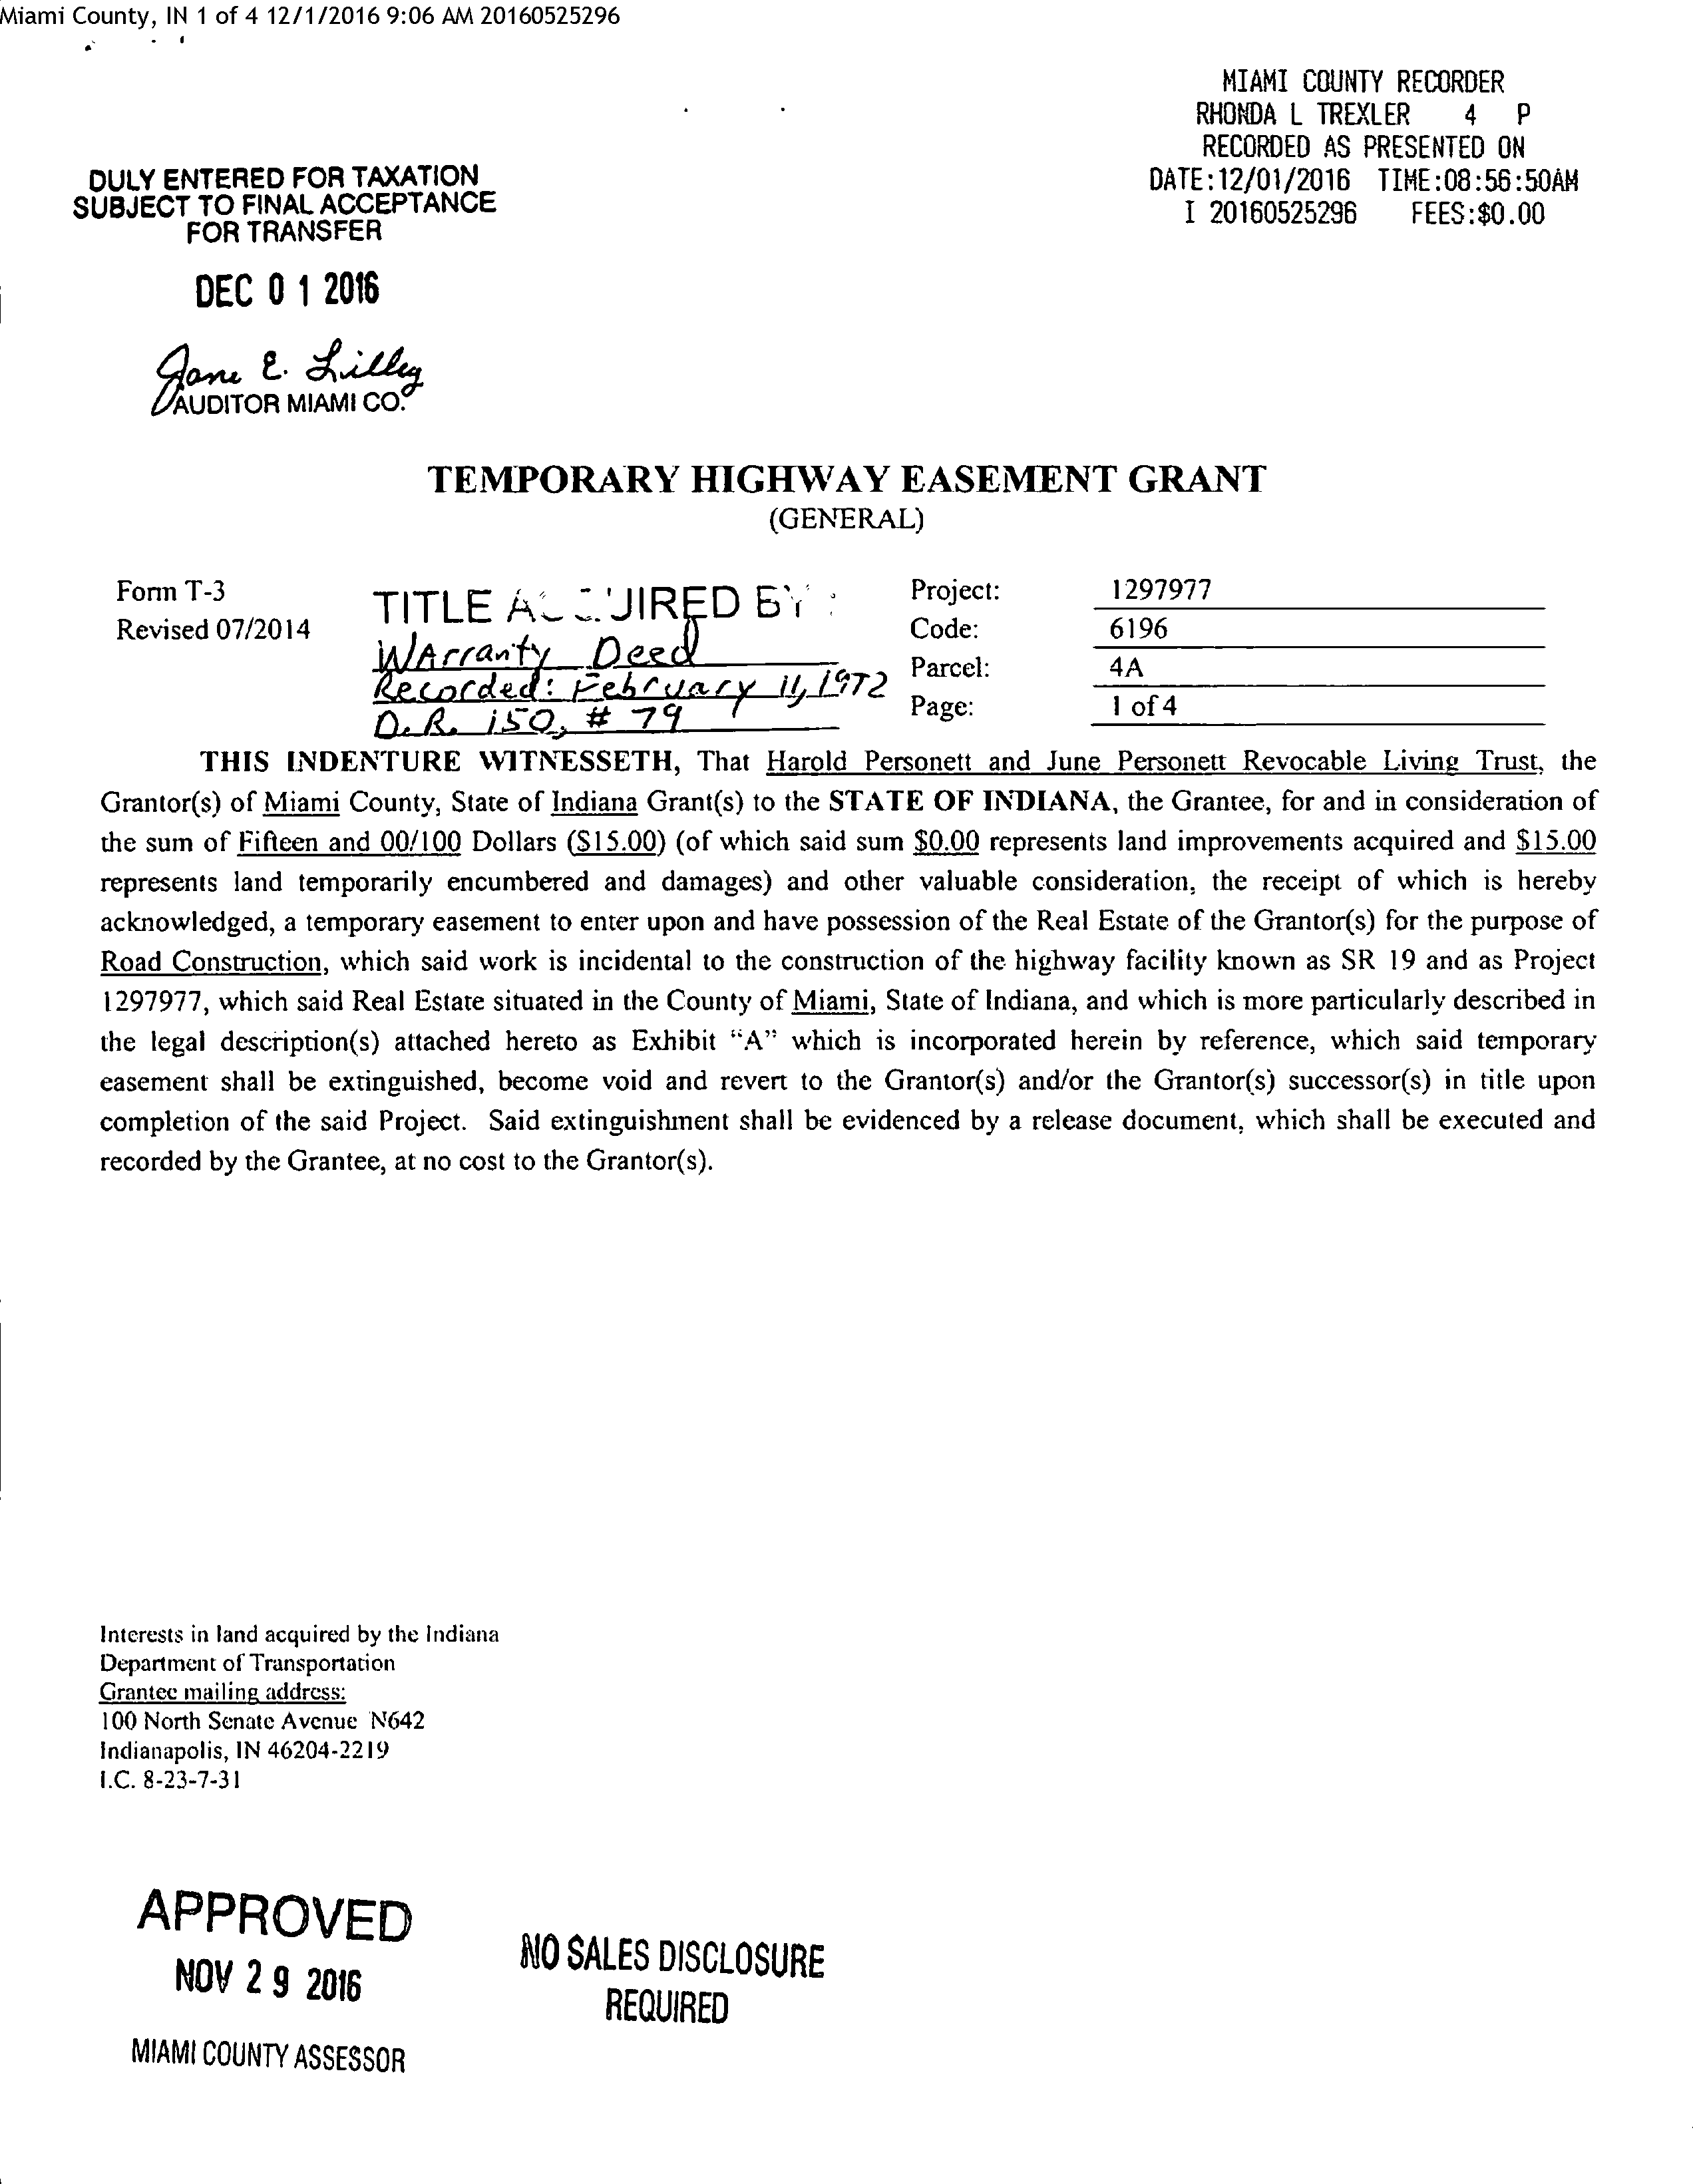 Miami County, IN 1 of 4 12/1/2016 9:06 AM 20160525296
MIAMI COUNTY RECORDER
RHONDA L TREXLER 4 P
RECORDED AS PRESENTED ON
DATE:12/01/2016 TIME:08:56:50AM
I 20160525296 FEES:$0.00
DULY ENTERED FOR TAXATION
SUBJECT TO FINAL ACCEPTANCE
FOR TRANSFER
DEC 0 1 2016
Jane E. Lilley
AUDITOR MIAMI CO.
TEMPORARY HIGHWAY EASEMENT GRANT
(GENERAL)
Form T-3
Revised 07/2014
TITLE ACQUIRED BY:
Warranty Deed
Recorded: February 11, 1972
D.R. 150, # 79
Project: 1297977
Code: 6196
Parcel: 4A
Page: 1 of 4
THIS INDENTURE WITNESSETH, That Harold Personett and June Personett Revocable Living Trust, the
Grantor(s) of Miami County, State of Indiana Grant(s) to the STATE OF INDIANA, the Grantee, for and in consideration of
the sum of Fifteen and 00/100 Dollars ($15.00) (of which said sum $0.00 represents land improvements acquired and $15.00
represents land temporarily encumbered and damages) and other valuable consideration, the receipt of which is hereby
acknowledged, a temporary easement to enter upon and have possession of the Real Estate of the Grantor(s) for the purpose of
Road Construction, which said work is incidental to the construction of the highway facility known as SR 19 and as Project
1297977, which said Real Estate situated in the County of Miami, State of Indiana, and which is more particularly described in
the legal description(s) attached hereto as Exhibit “A” which is incorporated herein by reference, which said temporary
easement shall be extinguished, become void and revert to the Grantor(s) and/or the Grantor(s) successor(s) in title upon
completion of the said Project. Said extinguishment shall be evidenced by a release document, which shall be executed and
recorded by the Grantee, at no cost to the Grantor(s).
Interests in land acquired by the Indiana
Department of Transportation
Grantee mailing address:
100 North Senate Avenue N642
Indianapolis, IN 46204-2219
I.C. 8-23-7-31
APPROVED
NOV 2 9 2016
MIAMI COUNTY ASSESSOR
NO SALES DISCLOSURE
REQUIRED